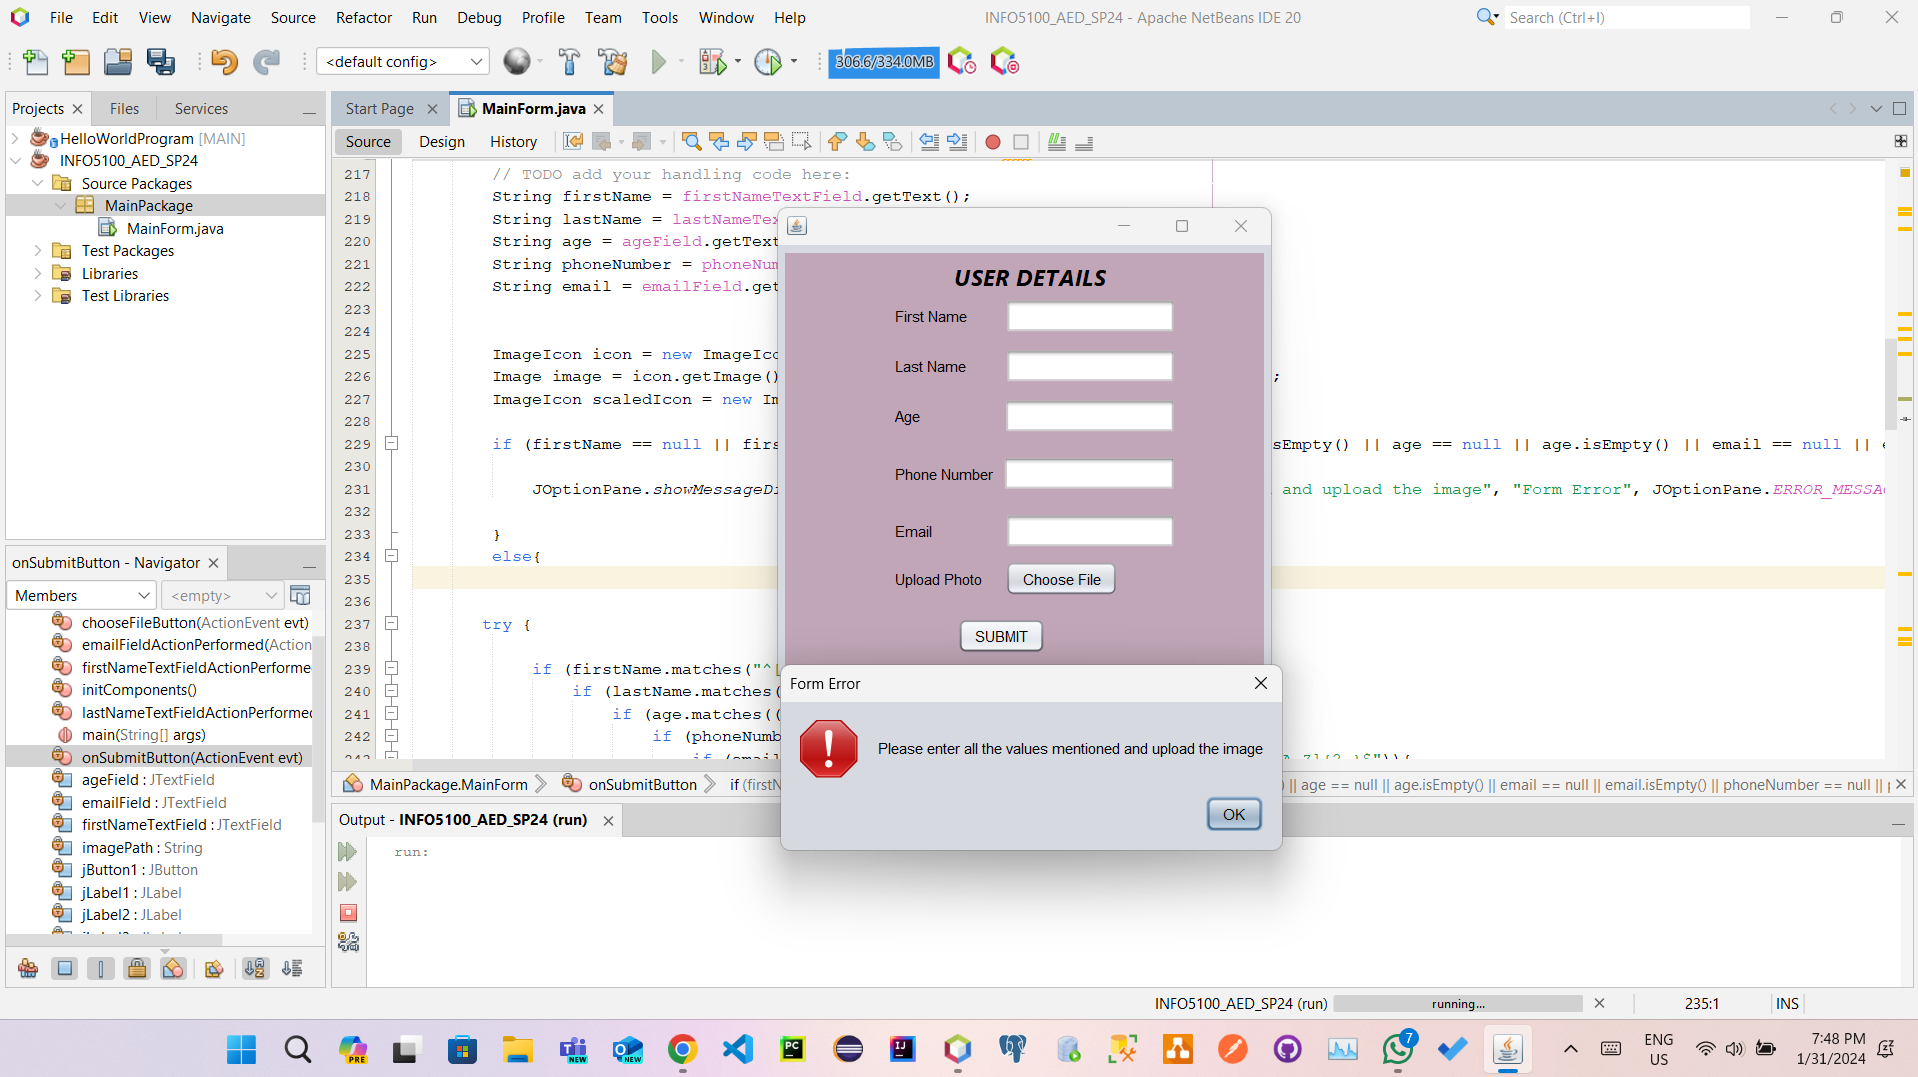 File Edit View Navigate Source Refactor Run Debug Profile Team Tools Window Help
INFO5100_AED_SP24 - Apache NetBeans IDE 20
Search (Ctrl+I)
<default config>
306.6/334.0MB
Projects Files Services
HelloWorldProgram [MAIN]
INFO5100_AED_SP24
Source Packages
MainPackage
MainForm.java
Test Packages
Libraries
Test Libraries
Start Page MainForm.java
Source Design History
217 // TODO add your handling code here:
218 String firstName = firstNameTextField.getText();
219 String lastName = lastNameTex
220 String age = ageField.getText
221 String phoneNumber = phoneNum
222 String email = emailField.get
223
224
225 ImageIcon icon = new ImageIco
226 Image image = icon.getImage() ;
227 ImageIcon scaledIcon = new Im
228
229 if (firstName == null || firs sEmpty() || age == null || age.isEmpty() || email == null || e
230
231 JOptionPane.showMessageDi and upload the image", "Form Error", JOptionPane.ERROR_MESSAG
232
233 }
234 else{
235
236
237 try {
238
239 if (firstName.matches("^[
240 if (lastName.matches(
241 if (age.matches((
242 if (phoneNumb
USER DETAILS
First Name
Last Name
Age
Phone Number
Email
Upload Photo Choose File
SUBMIT
Form Error
Please enter all the values mentioned and upload the image
OK
onSubmitButton - Navigator
Members <empty>
chooseFileButton(ActionEvent evt)
emailFieldActionPerformed(Action
firstNameTextFieldActionPerforme
initComponents()
lastNameTextFieldActionPerformed
main(String[] args)
onSubmitButton(ActionEvent evt)
ageField : JTextField
emailField : JTextField
firstNameTextField : JTextField
imagePath : String
jButton1 : JButton
jLabel1 : JLabel
jLabel2 : JLabel
MainPackage.MainForm onSubmitButton if (firstN || age == null || age.isEmpty() || email == null || email.isEmpty() || phoneNumber == null || p
Output - INFO5100_AED_SP24 (run)
run:
INFO5100_AED_SP24 (run) running... 235:1 INS
PRE
NEW
NEW
PC
IJ
7
ENG
US
7:48 PM
1/31/2024